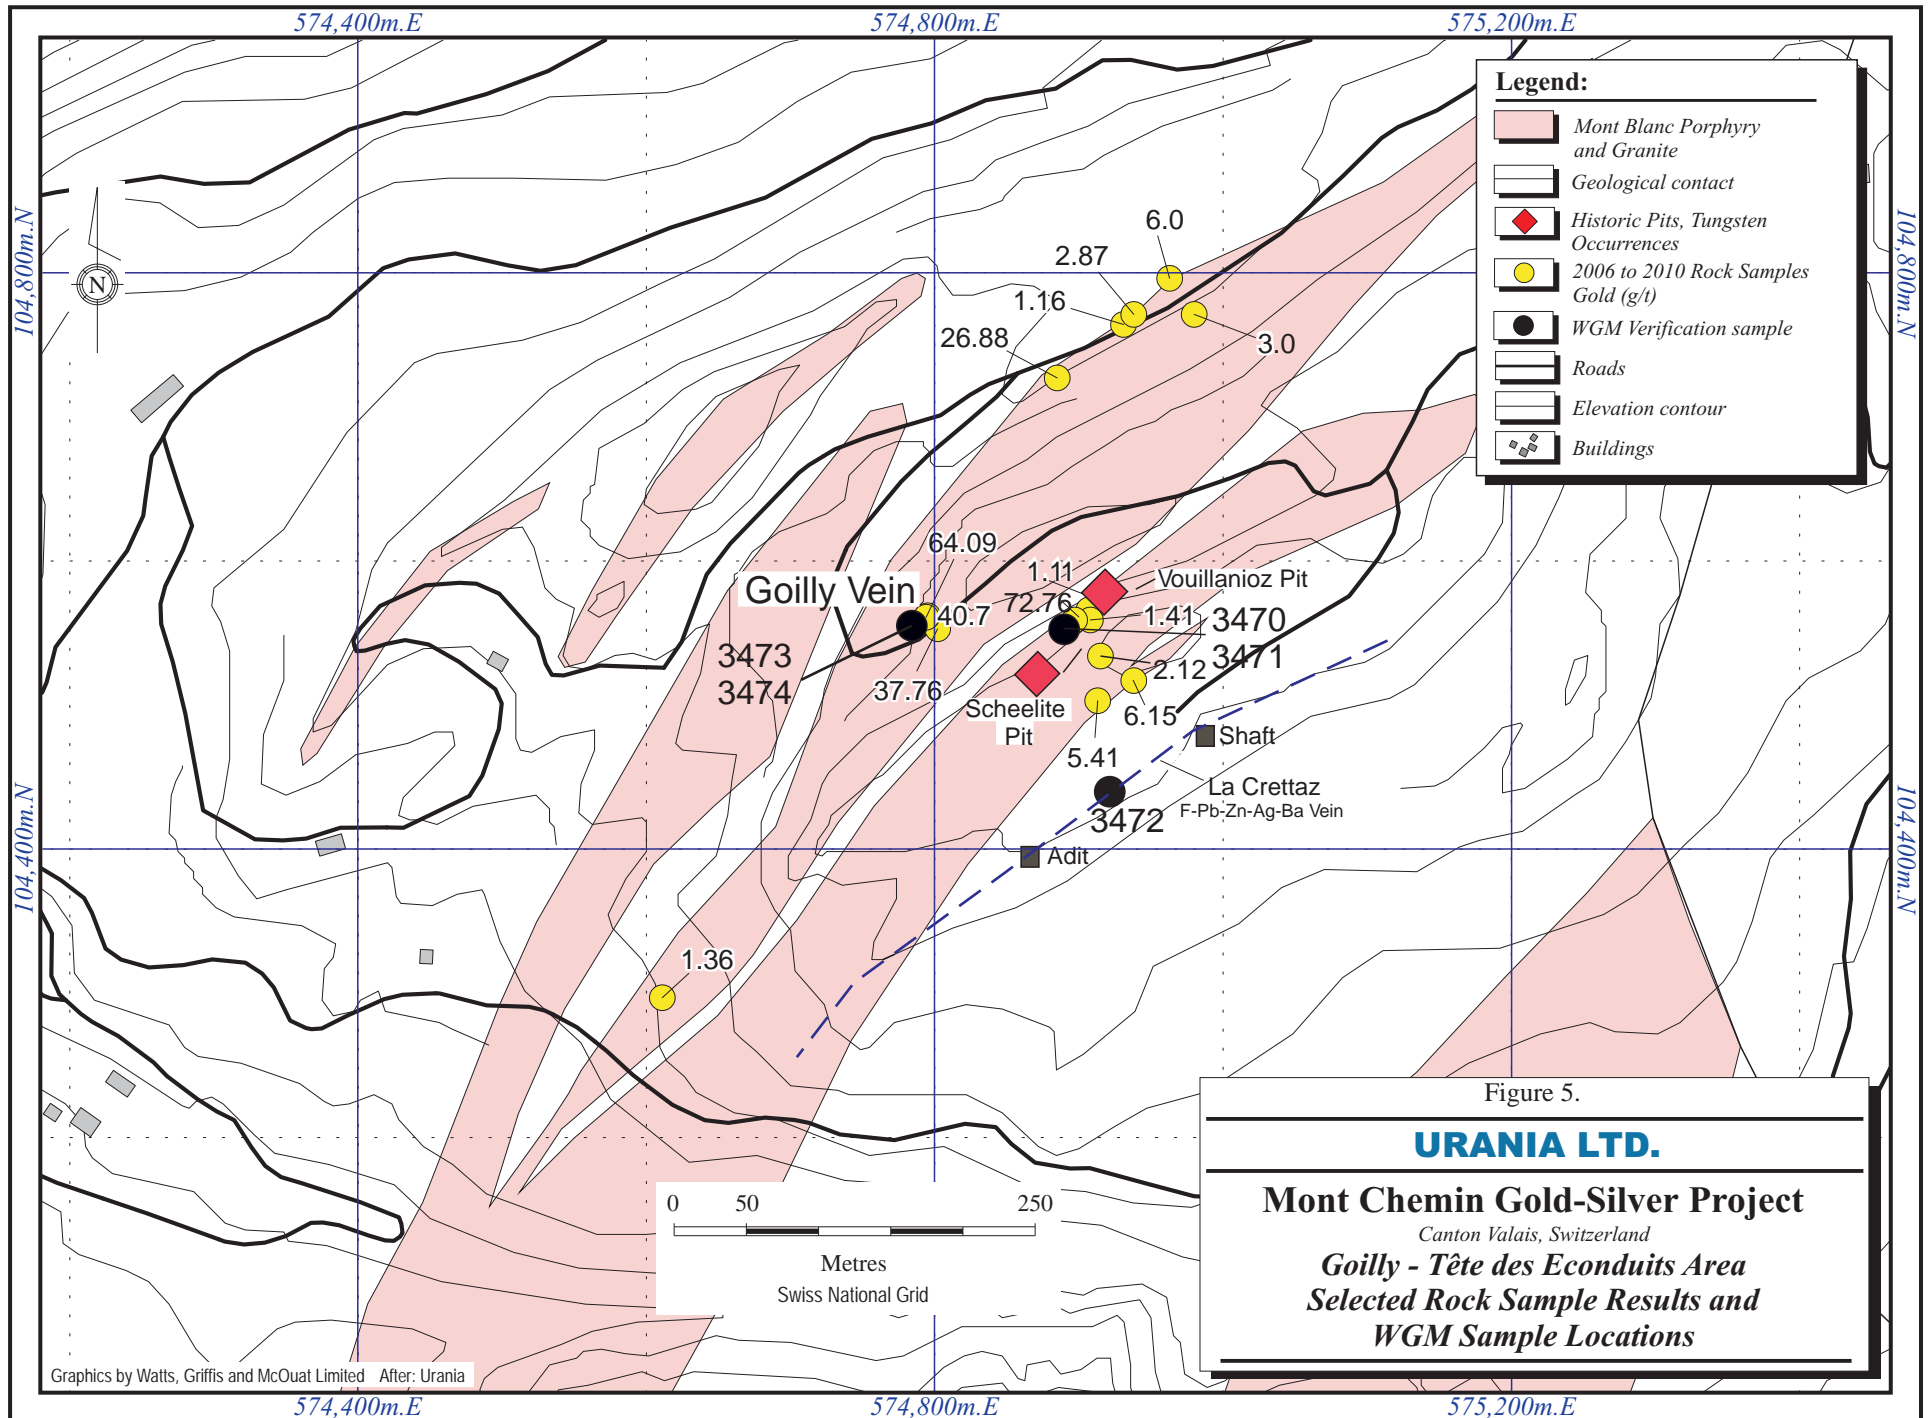 574,400m.E
574,800m.E
575,200m.E
104,800m.N
104,800m.N
104,400m.N
104,400m.N
Legend:
Mont Blanc Porphyry
and Granite
Geological contact
Historic Pits, Tungsten
Occurrences
2006 to 2010 Rock Samples
Gold (g/t)
WGM Verification sample
Roads
Elevation contour
Buildings
N
6.0
2.87
1.16
26.88
3.0
64.09
1.11
Vouillanioz Pit
Goilly Vein
72.76
40.7
1.41
3470
3473
3471
2.12
3474
37.76
Scheelite
Pit
6.15
Shaft
5.41
La Crettaz
F-Pb-Zn-Ag-Ba Vein
3472
Adit
1.36
0
50
250
Metres
Swiss National Grid
Figure 5.
URANIA LTD.
Mont Chemin Gold-Silver Project
Canton Valais, Switzerland
Goilly - Tête des Econduits Area
Selected Rock Sample Results and
WGM Sample Locations
Graphics by Watts, Griffis and McOuat Limited After: Urania
574,400m.E
574,800m.E
575,200m.E